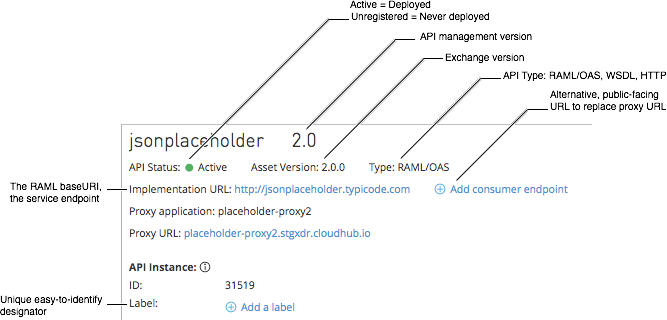 Active = Deployed
Unregistered = Never deployed
API management version
Exchange version
API Type: RAML/OAS, WSDL, HTTP
Alternative, public-facing
URL to replace proxy URL
jsonplaceholder 2.0
API Status: Active Asset Version: 2.0.0 Type: RAML/OAS
The RAML baseURI,
the service endpoint
Implementation URL: http://jsonplaceholder.typicode.com Add consumer endpoint
Proxy application: placeholder-proxy2
Proxy URL: placeholder-proxy2.stgxdr.cloudhub.io
API Instance:
ID: 31519
Unique easy-to-identify
designator
Label: Add a label